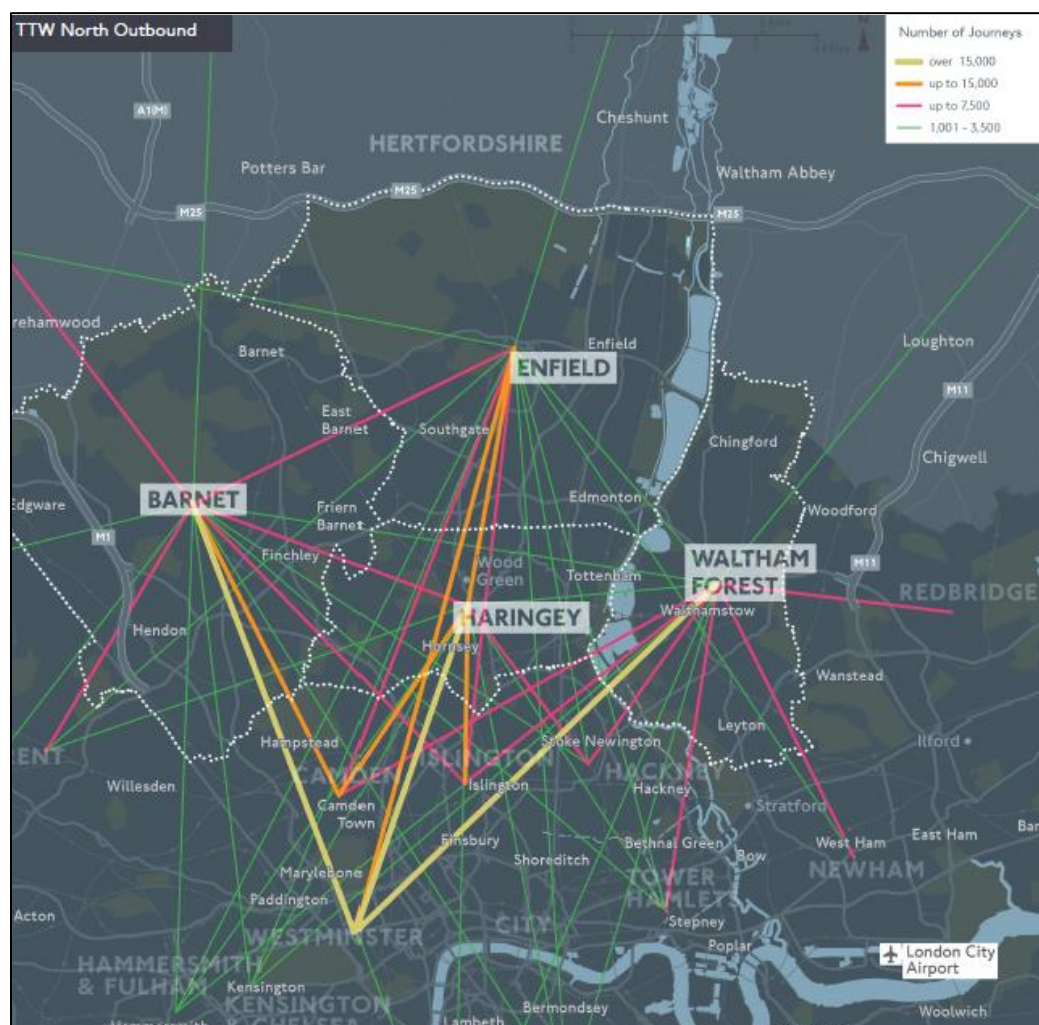 TTW North Outbound
Number of Journeys
over 15,000
up to 15,000
up to 7,500
1,001 - 3,500
A1(M)
Cheshunt
HERTFORDSHIRE
Potters Bar
Waltham Abbey
M25
M25
M25
rehamwood
Barnet
Enfield
ENFIELD
Loughton
M11
East
Barnet
Southgate
Chingford
Chigwell
BARNET
Edgware
Edmonton
Woodford
Friern
Barnet
M1
Finchley
Wood
Green
Tottenham
WALTHAM
FOREST
M11
REDBRIDGE
Walthamstow
HARINGEY
Hendon
Hornsey
Wanstead
Leyton
Ilford
Hampstead
Stoke Newington
RENT
CAMDEN
ISLINGTON
HACKNEY
Willesden
Islington
Hackney
Camden
Town
Stratford
Finsbury
Bethnal Green
West Ham
East Ham
Bar
Shoreditch
Bow
NEWHAM
Marylebone
TOWER
HAMLET
Paddington
Acton
WESTMINSTER
CITY
Stepney
Poplar
London City
Airport
HAMMERSMITH
& FULHAM
Kensington
KENSINGTON
& CHELSEA
Bermondsey
Lambeth
Woolwich
Hammersmith